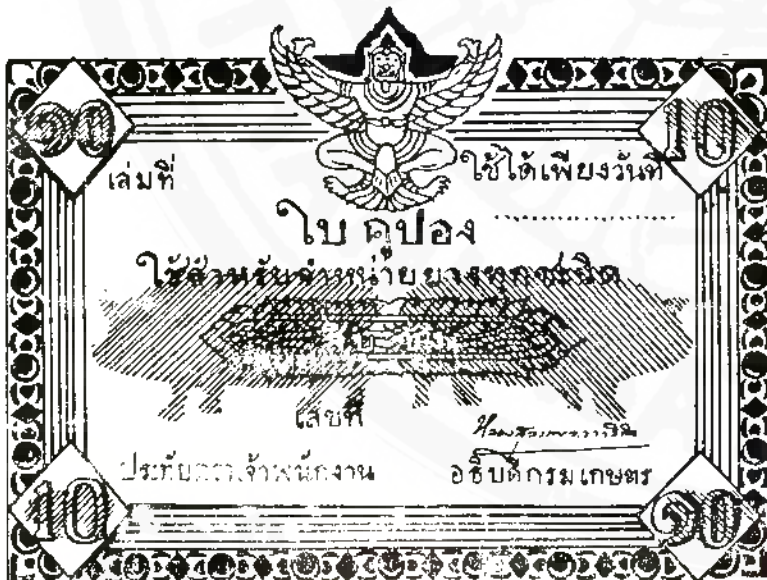 ๑๐ 10
เล่มที่ ใช้ได้เพียงวันที่
ใบคูปอง
ใช้สำหรับจำหน่ายยางทุกชนิด
เลขที่
ประทับตราเจ้าพนักงาน อธิบดีกรมเกษตร
10 ๑๐